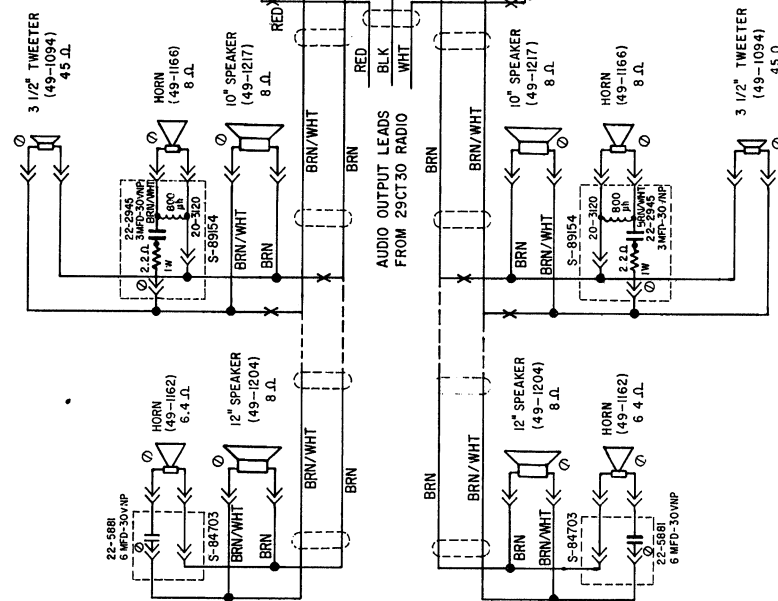 RED
RED
BLK
WHT
3 1/2" TWEETER
(49-1094)
45 Ω
HORN
(49-1166)
8 Ω
10" SPEAKER
(49-1217)
8 Ω
BRN/WHT
BRN
AUDIO OUTPUT LEADS
FROM 29CT30 RADIO
BRN
BRN/WHT
10" SPEAKER
(49-1217)
8 Ω
HORN
(49-1166)
8 Ω
3 1/2" TWEETER
(49-1094)
45 Ω
22-2945
3MFD-30VNP
BRN/WHT
800
µh
2.2Ω
1W
20-3120
S-89154
BRN/WHT
BRN
BRN
BRN/WHT
S-89154
20-3120
800
µh
2.2Ω
1W
BRN/WHT
22-2945
3MFD-30VNP
HORN
(49-1162)
6.4 Ω
12" SPEAKER
(49-1204)
8 Ω
BRN/WHT
BRN
BRN
BRN/WHT
12" SPEAKER
(49-1204)
8 Ω
HORN
(49-1162)
6 4 Ω
22-5881
6 MFD-30VNP
S-84703
BRN/WHT
BRN
BRN
BRN/WHT
S-84703
22-5881
6 MFD-30VNP